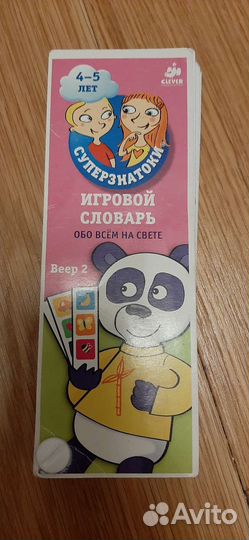 4–5
ЛЕТ
CLEVER
СУПЕРЗНАТОКИ
ИГРОВОЙ
СЛОВАРЬ
ОБО ВСЁМ НА СВЕТЕ
Веер 2
Avito